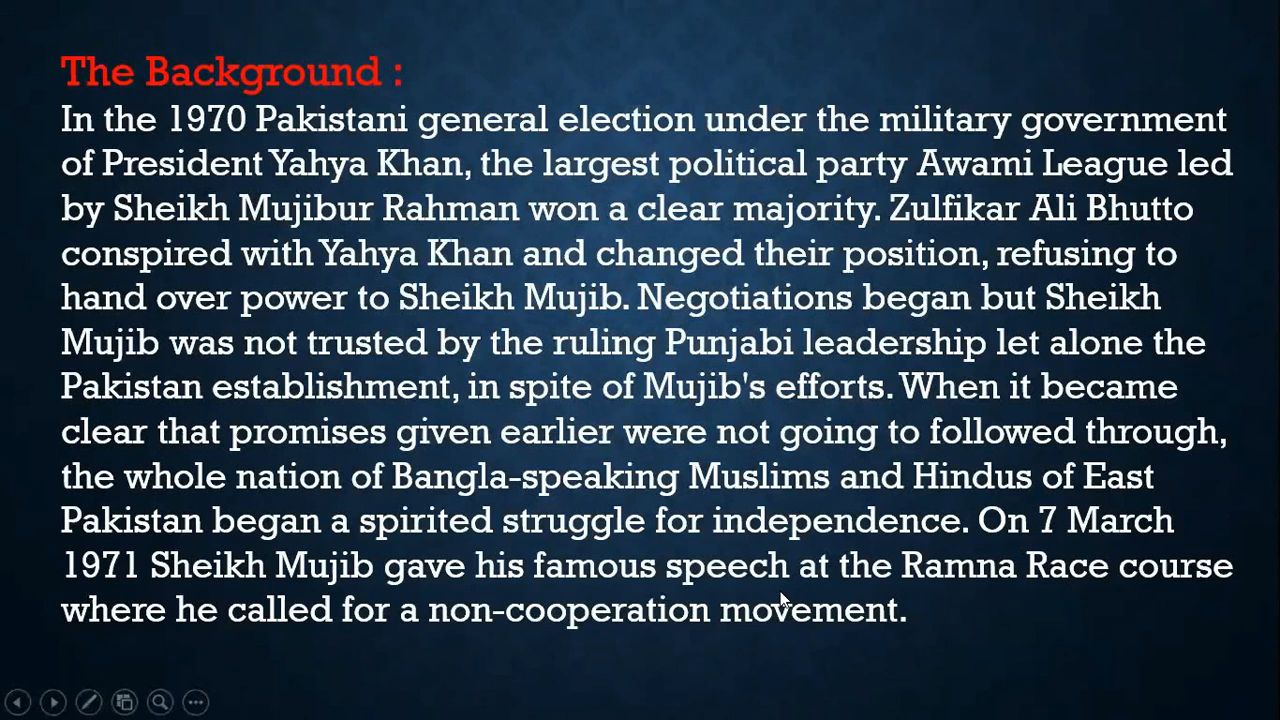 The Background :
In the 1970 Pakistani general election under the military government
of President Yahya Khan, the largest political party Awami League led
by Sheikh Mujibur Rahman won a clear majority. Zulfikar Ali Bhutto
conspired with Yahya Khan and changed their position, refusing to
hand over power to Sheikh Mujib. Negotiations began but Sheikh
Mujib was not trusted by the ruling Punjabi leadership let alone the
Pakistan establishment, in spite of Mujib's efforts. When it became
clear that promises given earlier were not going to followed through,
the whole nation of Bangla-speaking Muslims and Hindus of East
Pakistan began a spirited struggle for independence. On 7 March
1971 Sheikh Mujib gave his famous speech at the Ramna Race course
where he called for a non-cooperation movement.